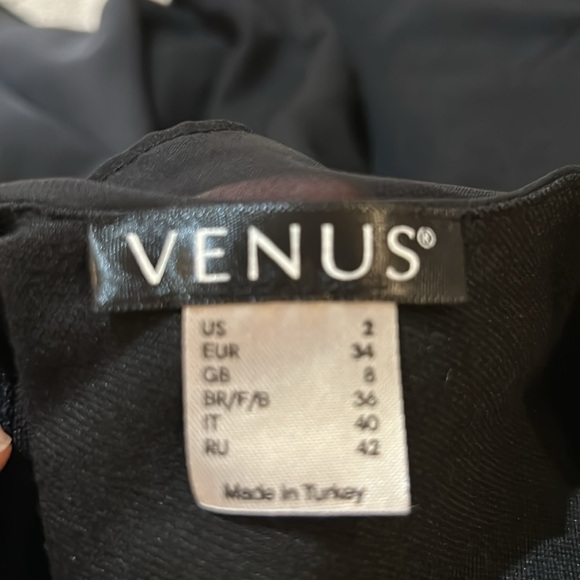 VENUS®
US 2
EUR 34
GB 8
BR/F/B 36
IT 40
RU 42
Made in Turkey